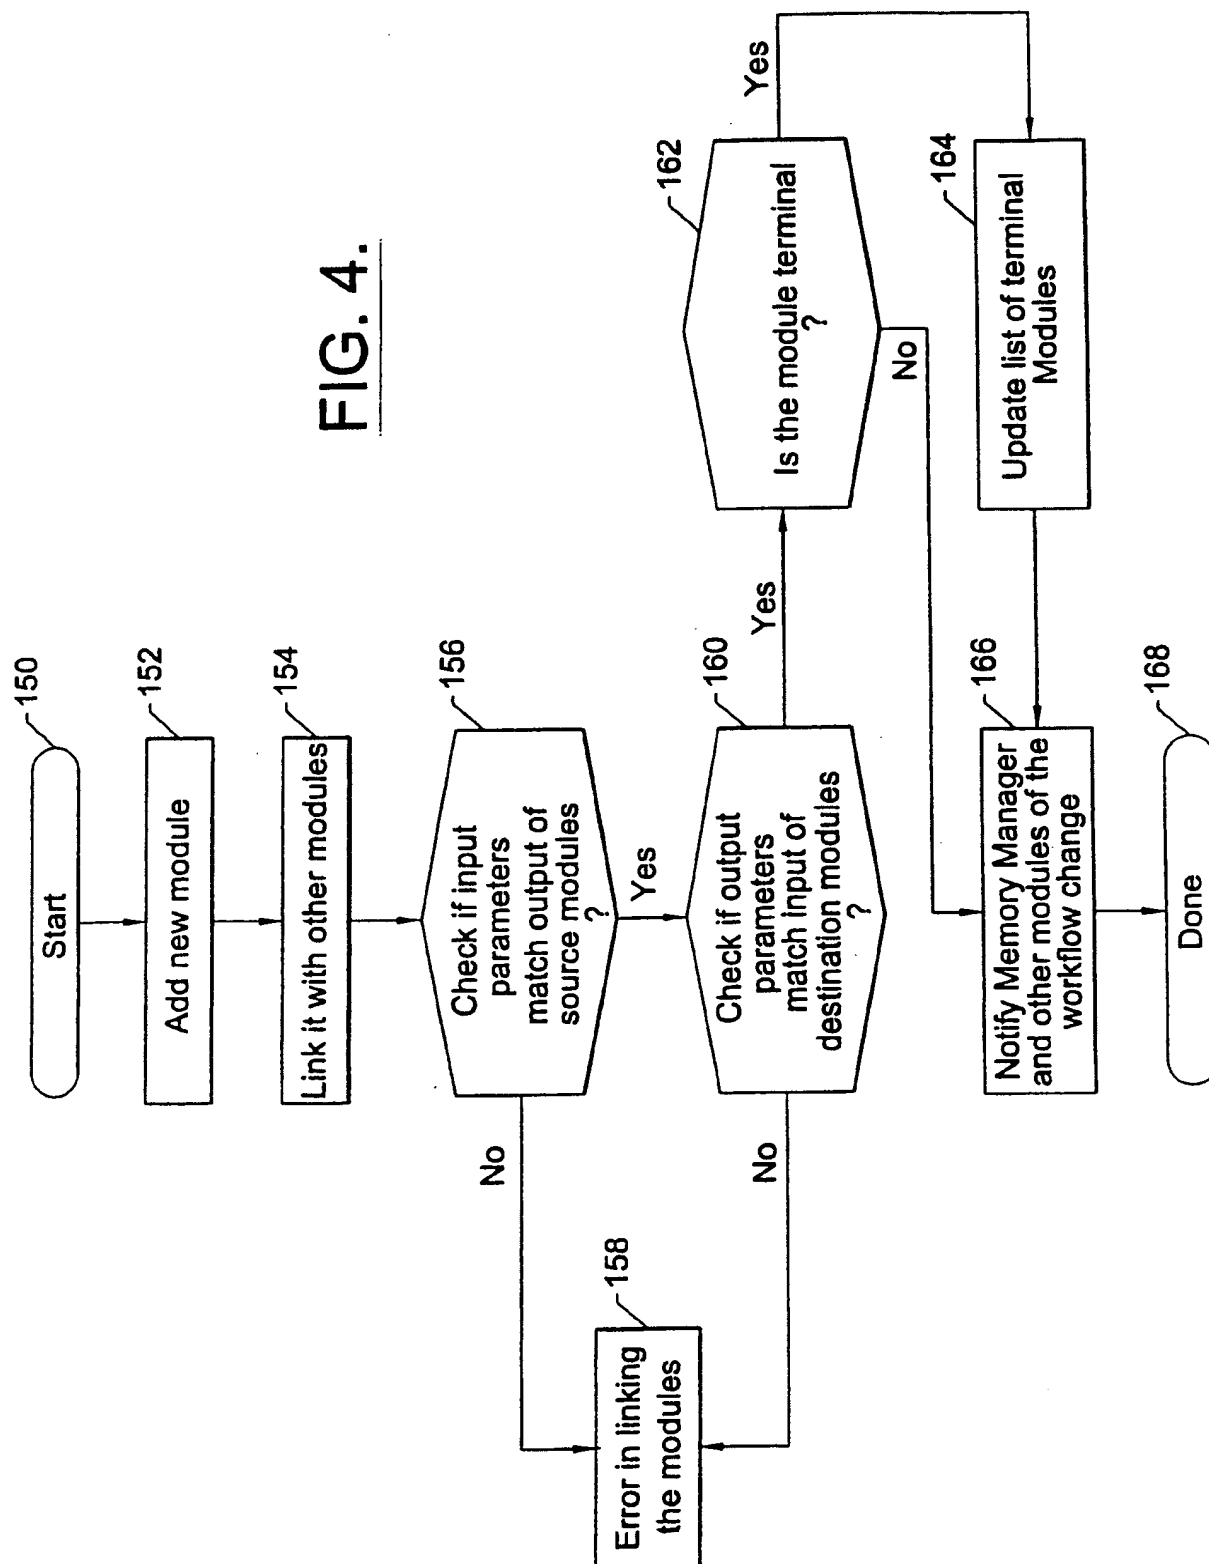 FIG. 4.
150
Start
152
Add new module
154
Link it with other modules
156
Check if input
parameters
match output of
source modules
?
No
Yes
158
Error in linking
the modules
160
Check if output
parameters
match input of
destination modules
?
No
Yes
162
Is the module terminal
?
Yes
No
164
Update list of terminal
Modules
166
Notify Memory Manager
and other modules of the
workflow change
168
Done